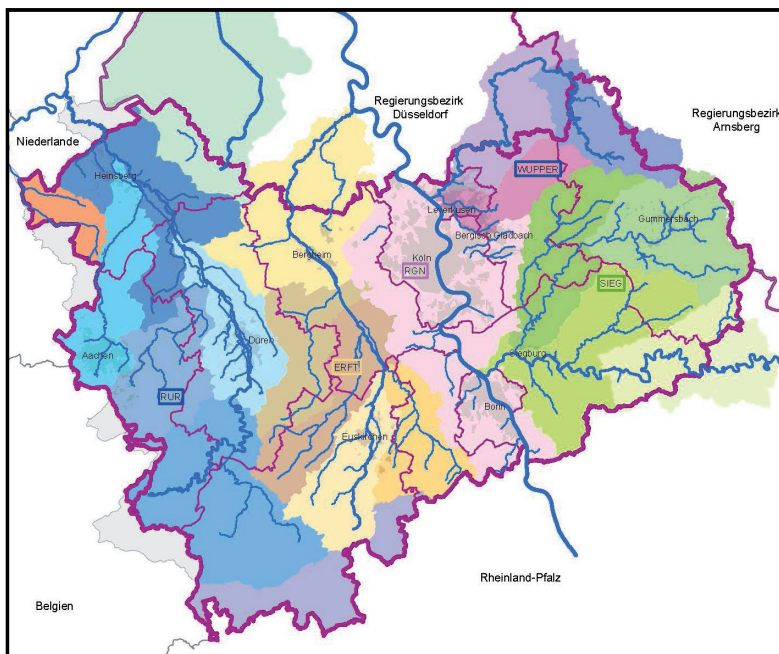 Regierungsbezirk
Düsseldorf
Regierungsbezirk
Arnsberg
Niederlande
Heinsberg
WUPPER
Leverkusen
Gummersbach
Bergisch Gladbach
Bergheim
Köln
RGN
SIEG
Düren
Aachen
Siegburg
ERFT
RUR
Bonn
Euskirchen
Rheinland-Pfalz
Belgien